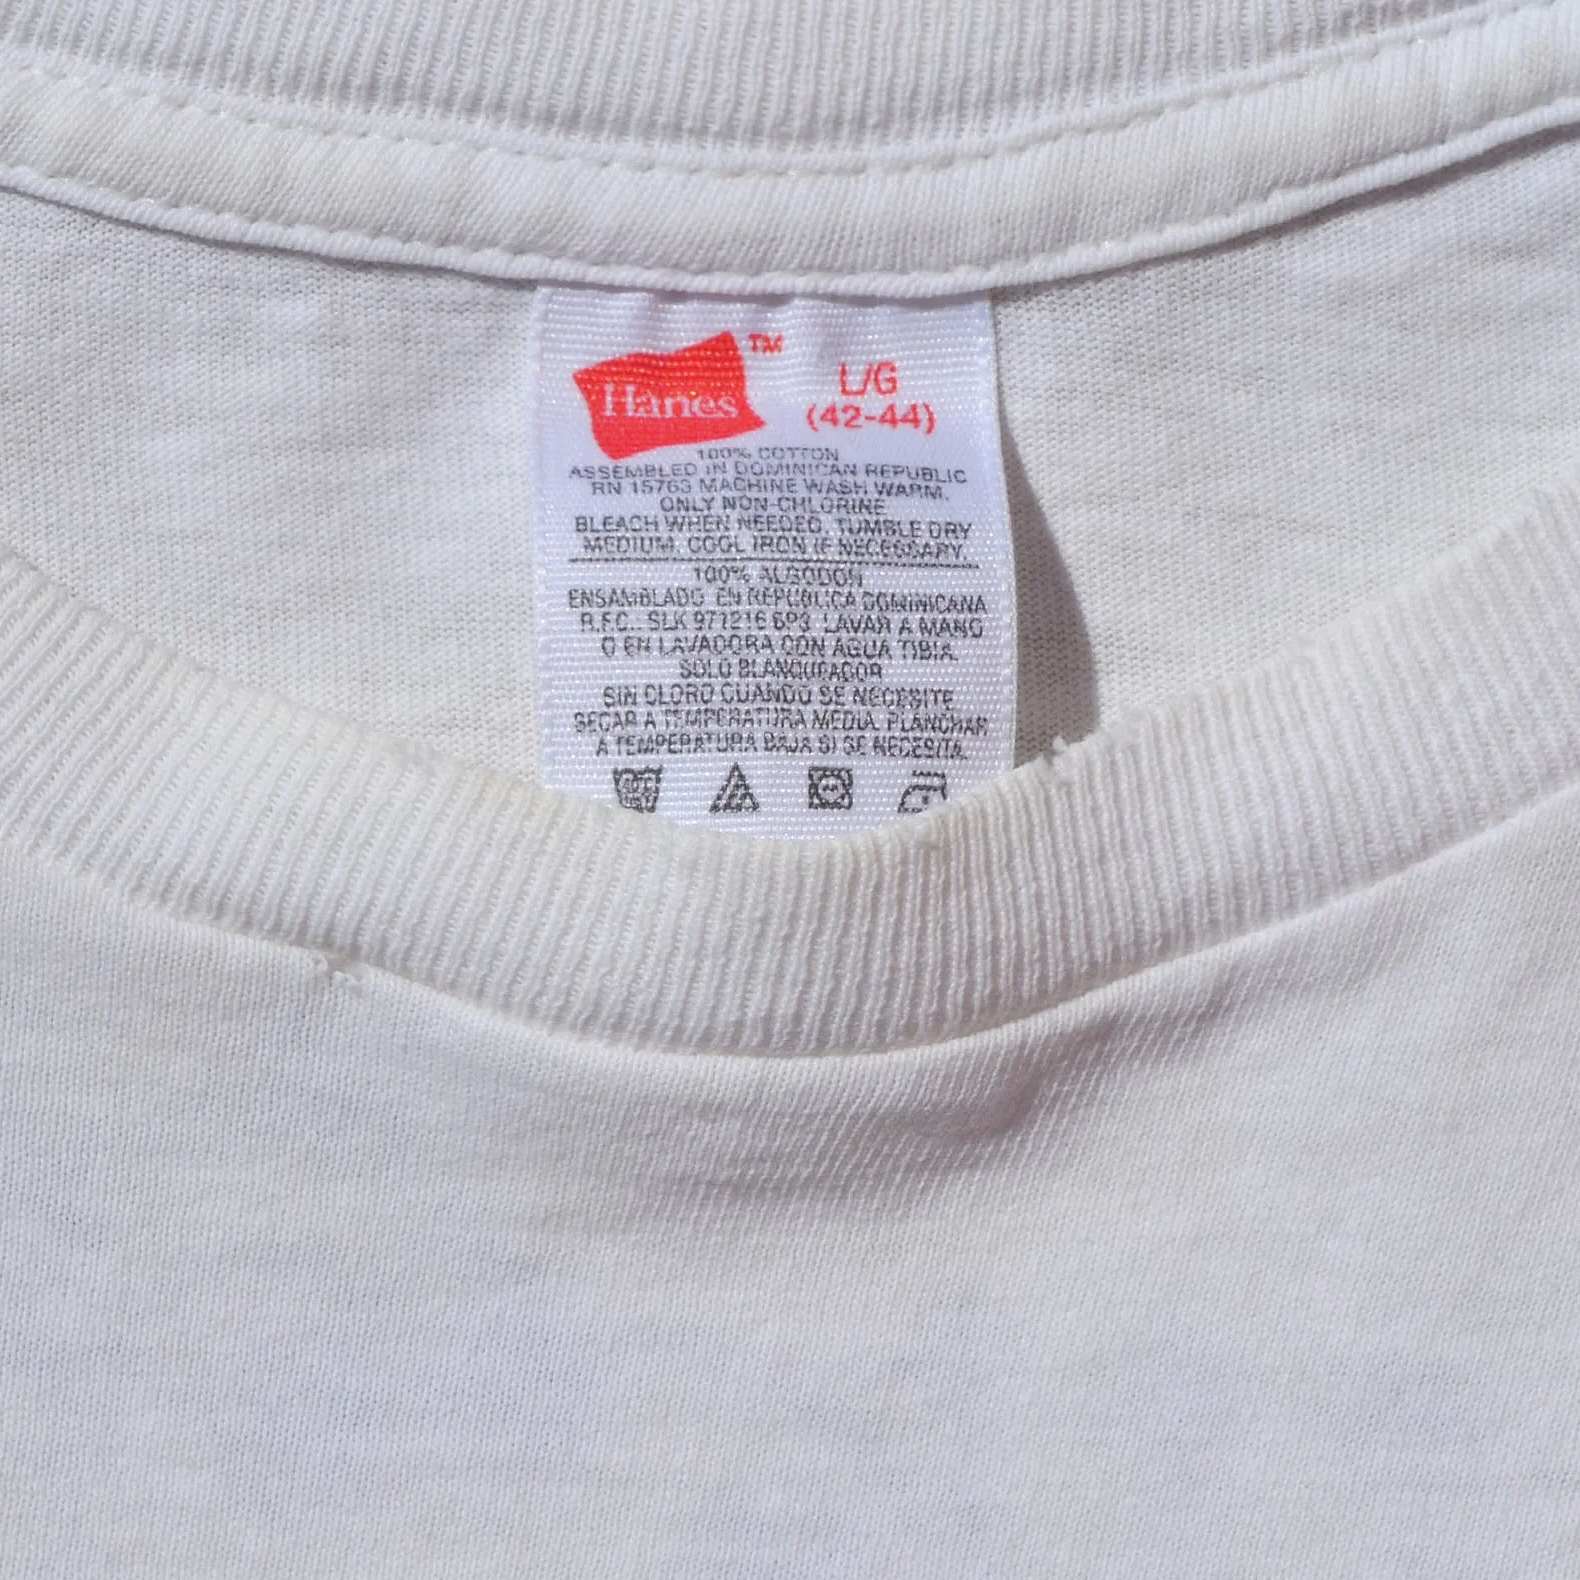 Hanes TM
L/G
(42-44)
100% COTTON
ASSEMBLED IN DOMINICAN REPUBLIC
RN 15763 MACHINE WASH WARM.
ONLY NON-CHLORINE
BLEACH WHEN NEEDED. TUMBLE DRY
MEDIUM. COOL IRON IF NECESSARY.
100% ALGODON
ENSAMBLADO EN REPUBLICA DOMINICANA
R.F.C.. SLK 971216 6P3 LAVAR A MANO
O EN LAVADORA CON AGUA TIBIA.
SOLO BLANQUEADOR
SIN CLORO CUANDO SE NECESITE
SECAR A TEMPERATURA MEDIA. PLANCHAR
A TEMPERATURA BAJA SI SE NECESITA.